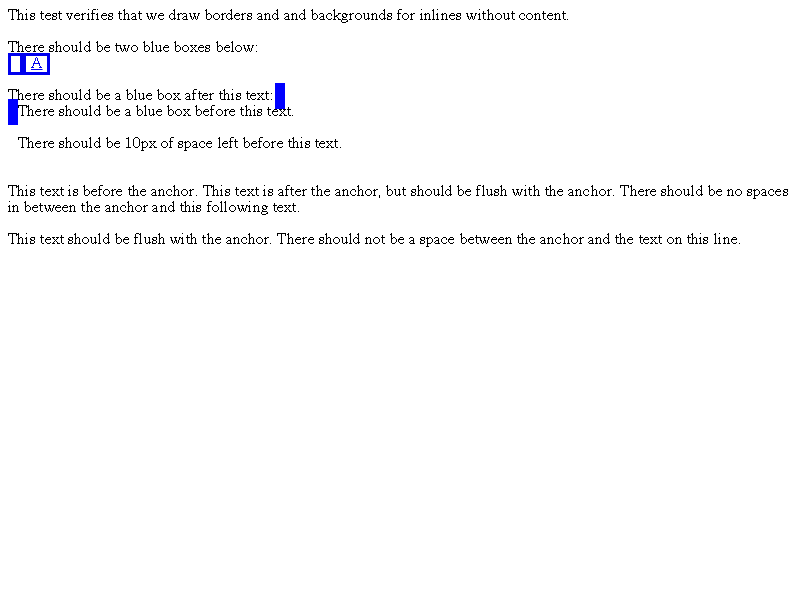 This test verifies that we draw borders and and backgrounds for inlines without content.
There should be two blue boxes below:
A
There should be a blue box after this text:
There should be a blue box before this text.
There should be 10px of space left before this text.
This text is before the anchor. This text is after the anchor, but should be flush with the anchor. There should be no spaces
in between the anchor and this following text.
This text should be flush with the anchor. There should not be a space between the anchor and the text on this line.